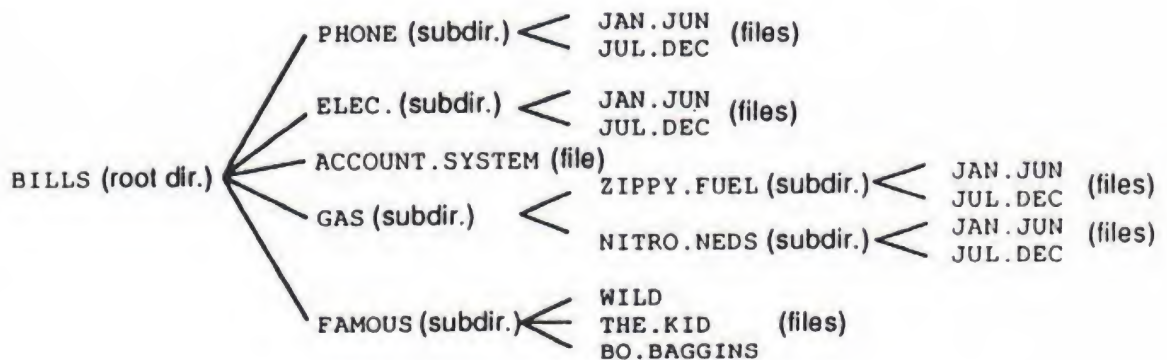 PHONE (subdir.) JAN.JUN (files)
JUL.DEC
ELEC. (subdir.) JAN.JUN (files)
JUL.DEC
BILLS (root dir.) ACCOUNT.SYSTEM (file)
GAS (subdir.) ZIPPY.FUEL (subdir.) JAN.JUN (files)
JUL.DEC
NITRO.NEDS (subdir.) JAN.JUN (files)
JUL.DEC
FAMOUS (subdir.) WILD
THE.KID (files)
BO.BAGGINS